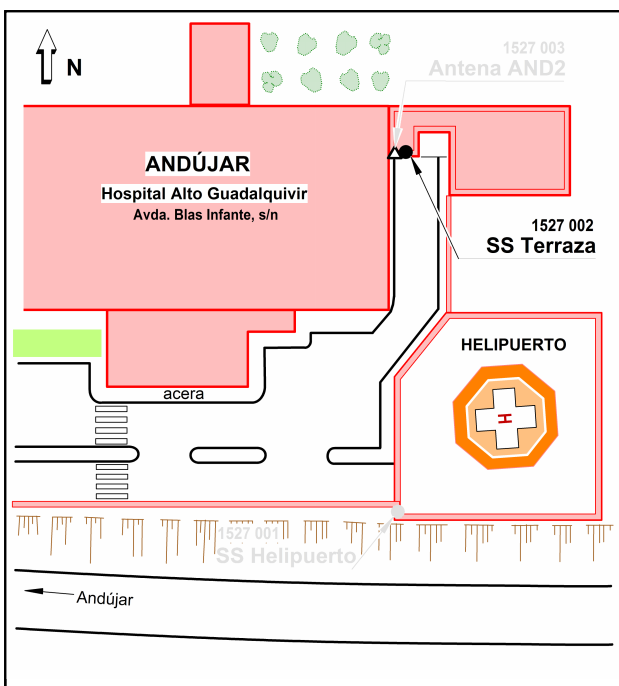 N
1527 003
Antena AND2
ANDÚJAR
Hospital Alto Guadalquivir
Avda. Blas Infante, s/n
1527 002
SS Terraza
HELIPUERTO
H
acera
1527 001
SS Helipuerto
Andújar